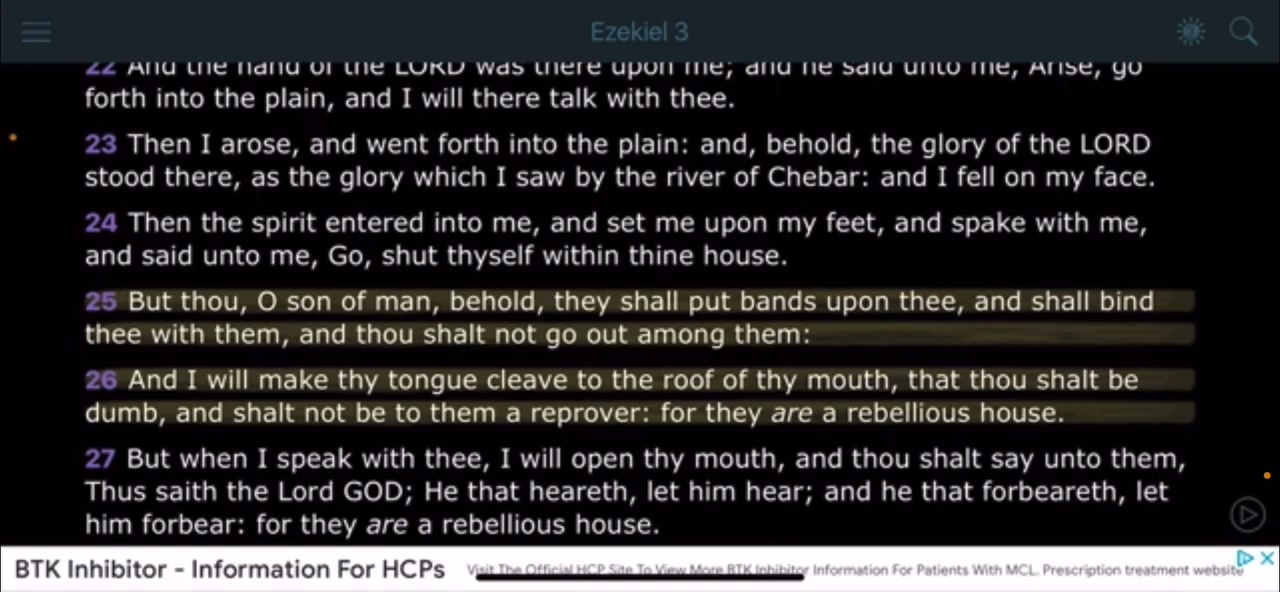 Ezekiel 3
22 And the hand of the LORD was there upon me; and he said unto me, Arise, go
forth into the plain, and I will there talk with thee.
23 Then I arose, and went forth into the plain: and, behold, the glory of the LORD
stood there, as the glory which I saw by the river of Chebar: and I fell on my face.
24 Then the spirit entered into me, and set me upon my feet, and spake with me,
and said unto me, Go, shut thyself within thine house.
25 But thou, O son of man, behold, they shall put bands upon thee, and shall bind
thee with them, and thou shalt not go out among them:
26 And I will make thy tongue cleave to the roof of thy mouth, that thou shalt be
dumb, and shalt not be to them a reprover: for they are a rebellious house.
27 But when I speak with thee, I will open thy mouth, and thou shalt say unto them,
Thus saith the Lord GOD; He that heareth, let him hear; and he that forbeareth, let
him forbear: for they are a rebellious house.
BTK Inhibitor - Information For HCPs Visit The Official HCP Site To View More BTK Inhibitor Information For Patients With MCL. Prescription treatment website